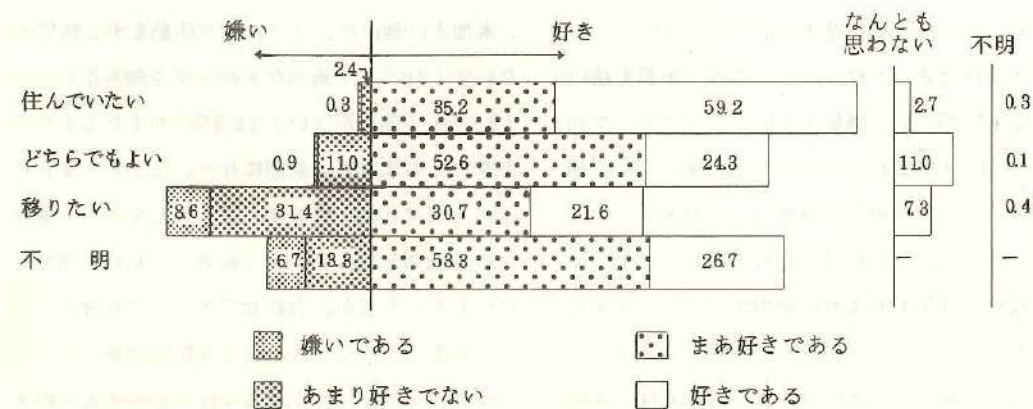 嫌い 好き なんとも思わない 不明
2.4
住んでいたい 0.3 35.2 59.2 2.7 0.3
どちらでもよい 0.9 11.0 52.6 24.3 11.0 0.1
移りたい 8.6 31.4 30.7 21.6 7.3 0.4
不明 6.7 13.3 53.3 26.7 — —
嫌いである まあ好きである
あまり好きでない 好きである